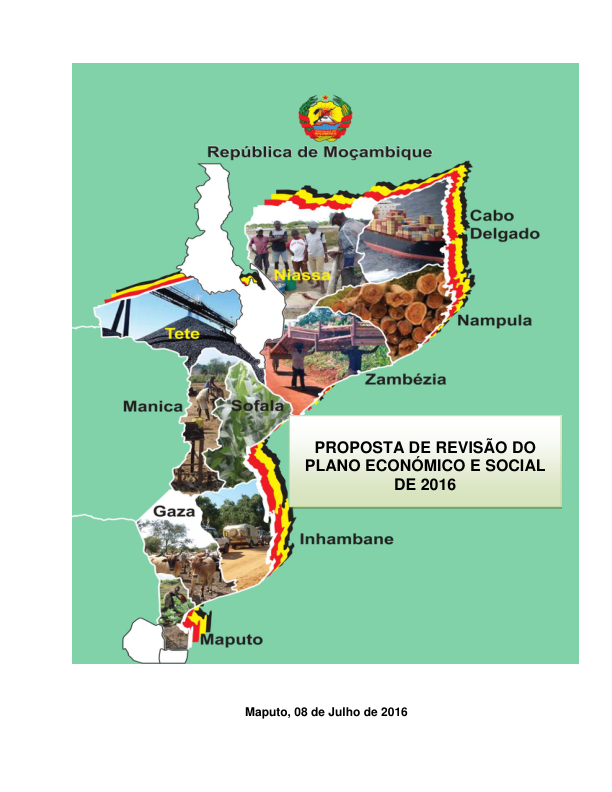 República de Moçambique
Cabo
Delgado
Niassa
Nampula
Tete
Zambézia
Manica
Sofala
PROPOSTA DE REVISÃO DO
PLANO ECONÓMICO E SOCIAL
DE 2016
Gaza
Inhambane
Maputo
Maputo, 08 de Julho de 2016